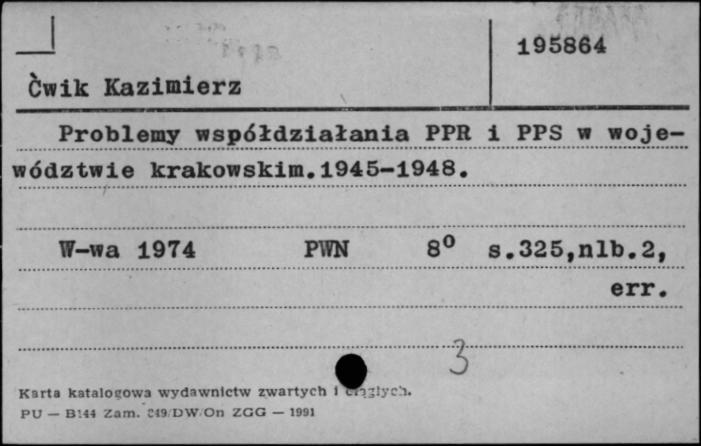 195864
Ćwik Kazimierz
Problemy współdziałania PPR i PPS w woje-
wództwie krakowskim.1945-1948.
W-wa 1974 PWN 8⁰ s.325,nlb.2,
err.
3
Karta katalogowa wydawnictw zwartych i ciągłych.
PU — B144 Zam. 249/DW/On ZGG — 1991